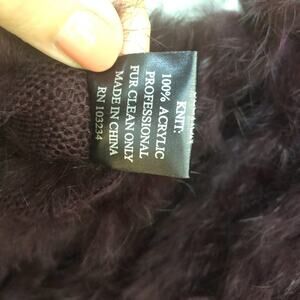 KNIT:
100% ACRYLIC
PROFESSIONAL
FUR CLEAN ONLY
MADE IN CHINA
RN 103234